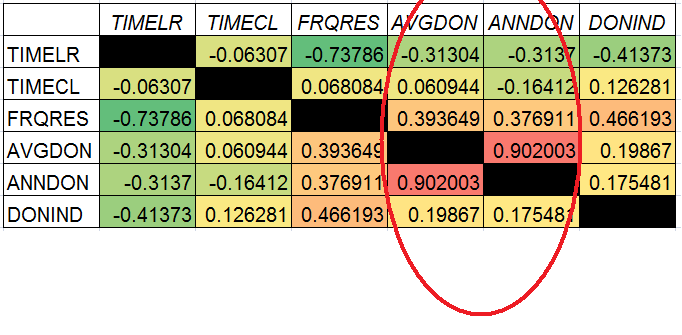 TIMELR TIMECL FRQRES AVGDON ANNDON DONIND
TIMELR -0.06307 -0.73786 -0.31304 -0.3137 -0.41373
TIMECL -0.06307 0.068084 0.060944 -0.16412 0.126281
FRQRES -0.73786 0.068084 0.393649 0.376911 0.466193
AVGDON -0.31304 0.060944 0.393649 0.902003 0.19867
ANNDON -0.3137 -0.16412 0.376911 0.902003 0.175481
DONIND -0.41373 0.126281 0.466193 0.19867 0.175481